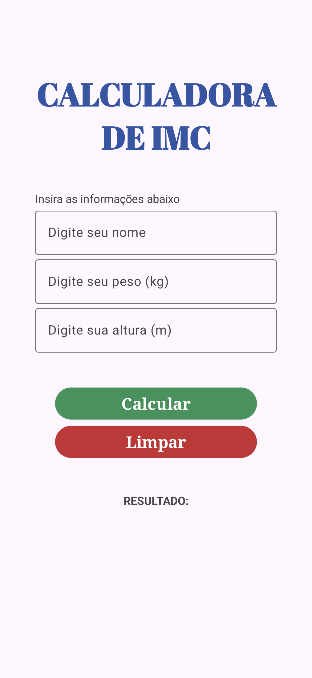 CALCULADORA
DE IMC
Insira as informações abaixo
Digite seu nome
Digite seu peso (kg)
Digite sua altura (m)
Calcular
Limpar
RESULTADO: